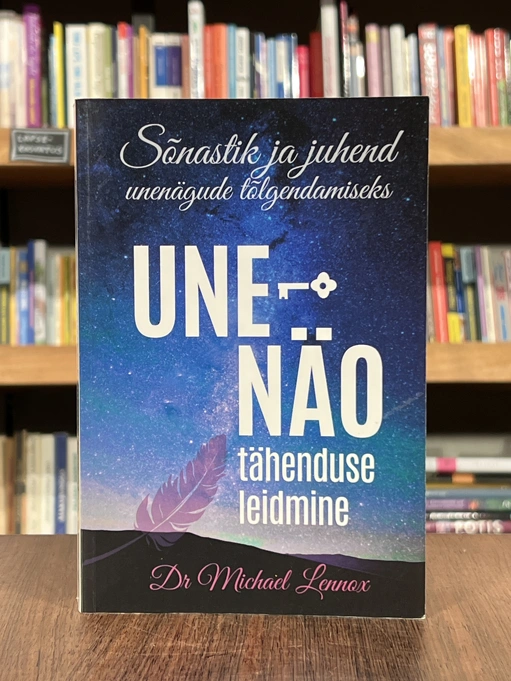 Sõnastik ja juhend
unenägude tõlgendamiseks
UNE
NÄO
tähenduse
leidmine
Dr Michael Lennox